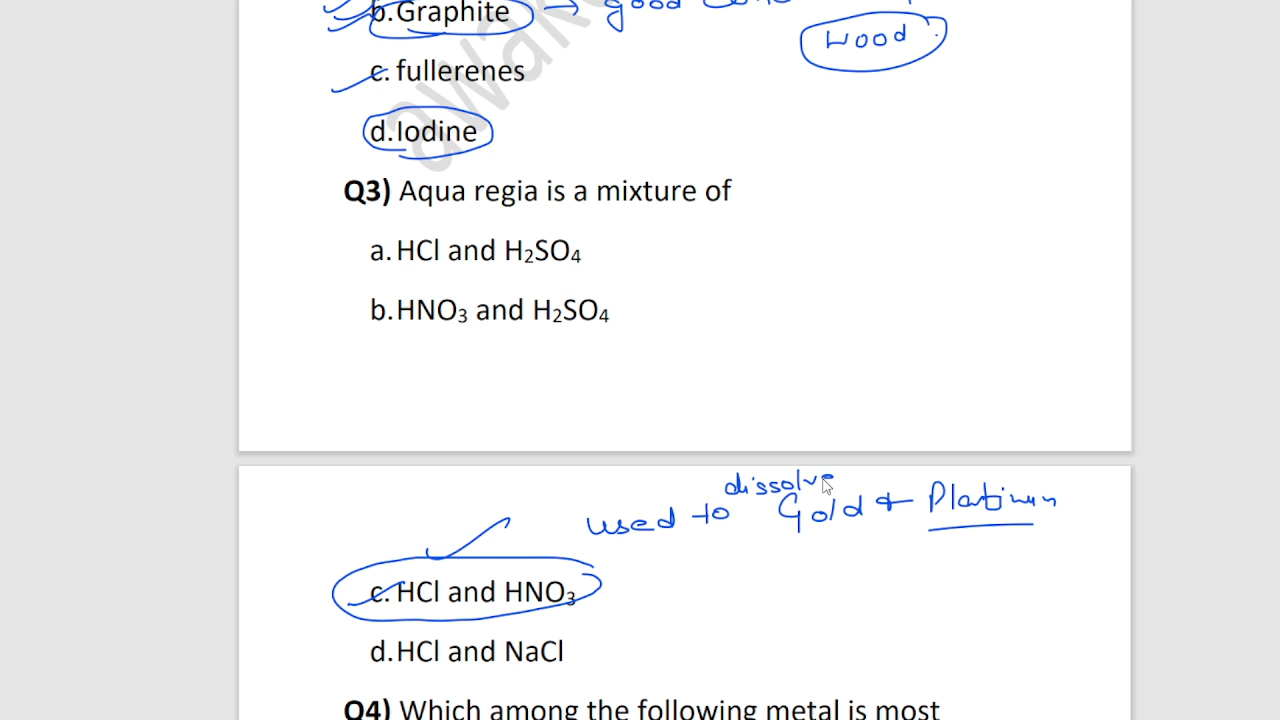 b. Graphite → good
Wood
c. fullerenes
d. Iodine
Q3) Aqua regia is a mixture of
a. HCl and H₂SO₄
b. HNO₃ and H₂SO₄
dissolve
used to Gold + Platinum
c. HCl and HNO₃
d. HCl and NaCl
Q4) Which among the following metal is most